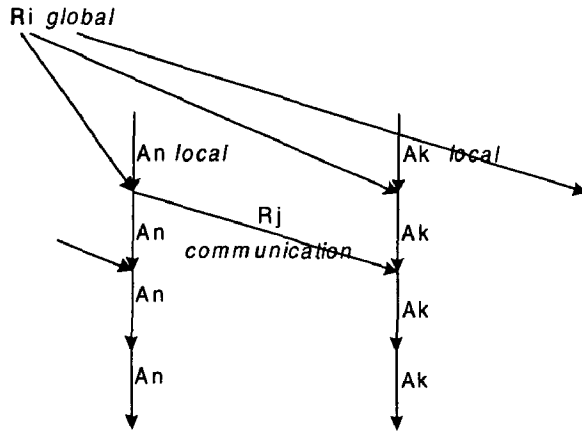 Ri global
An local
Ak local
Rj
An
communication
Ak
An
Ak
An
Ak